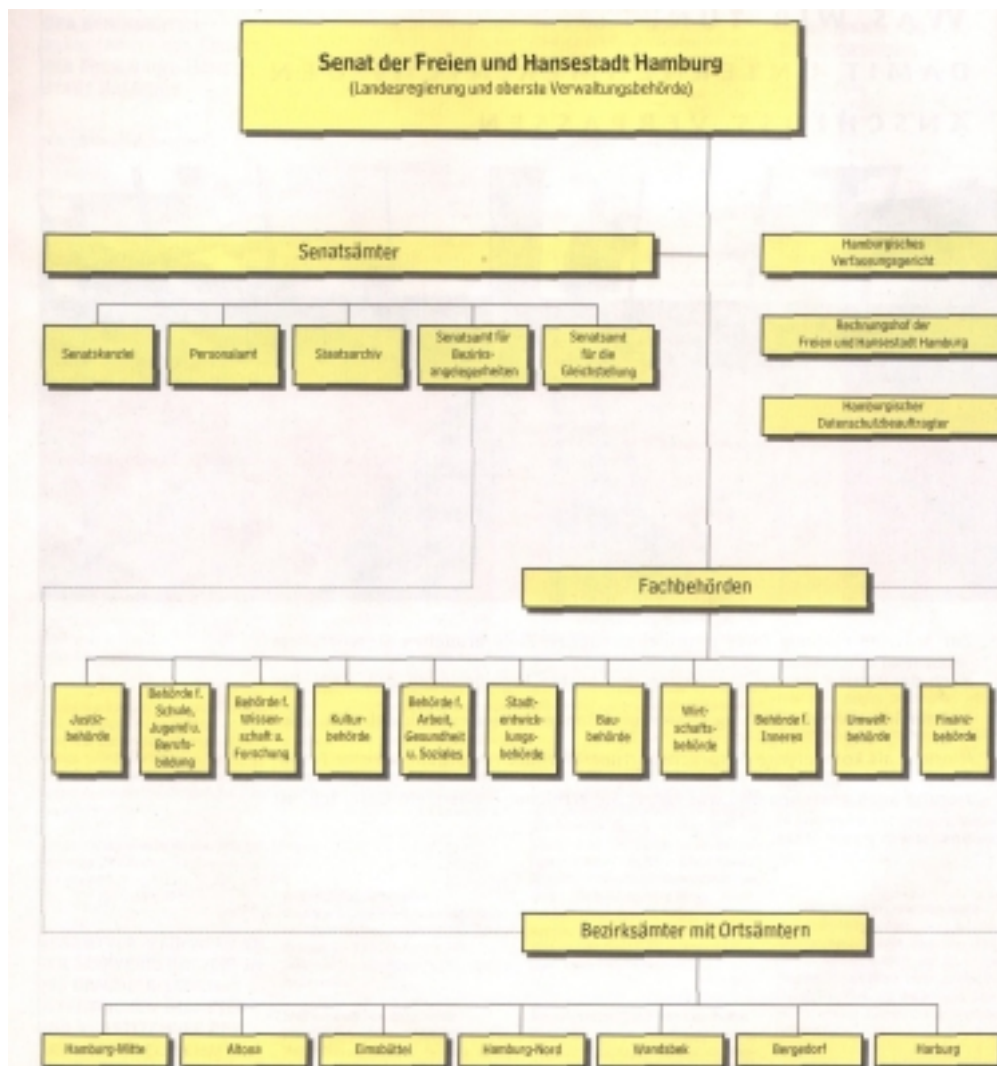 Senat der Freien und Hansestadt Hamburg
(Landesregierung und oberste Verwaltungsbehörde)
Senatsämter
Hamburgisches
Verfassungsgericht
Senatskanzlei
Personalamt
Staatsarchiv
Senatsamt für
Bezirks-
angelegenheiten
Senatsamt
für die
Gleichstellung
Rechnungshof der
Freien und Hansestadt Hamburg
Hamburgischer
Datenschutzbeauftragter
Fachbehörden
Justiz-
behörde
Behörde f.
Schule,
Jugend u.
Berufs-
bildung
Behörde f.
Wissen-
schaft u.
Forschung
Kultur-
behörde
Behörde f.
Arbeit,
Gesundheit
u. Soziales
Stadt-
entwick-
lungs-
behörde
Bau-
behörde
Wirt-
schafts-
behörde
Behörde f.
Inneres
Umwelt-
behörde
Finanz-
behörde
Bezirksämter mit Ortsämtern
Hamburg-Mitte
Altona
Eimsbüttel
Hamburg-Nord
Wandsbek
Bergedorf
Harburg